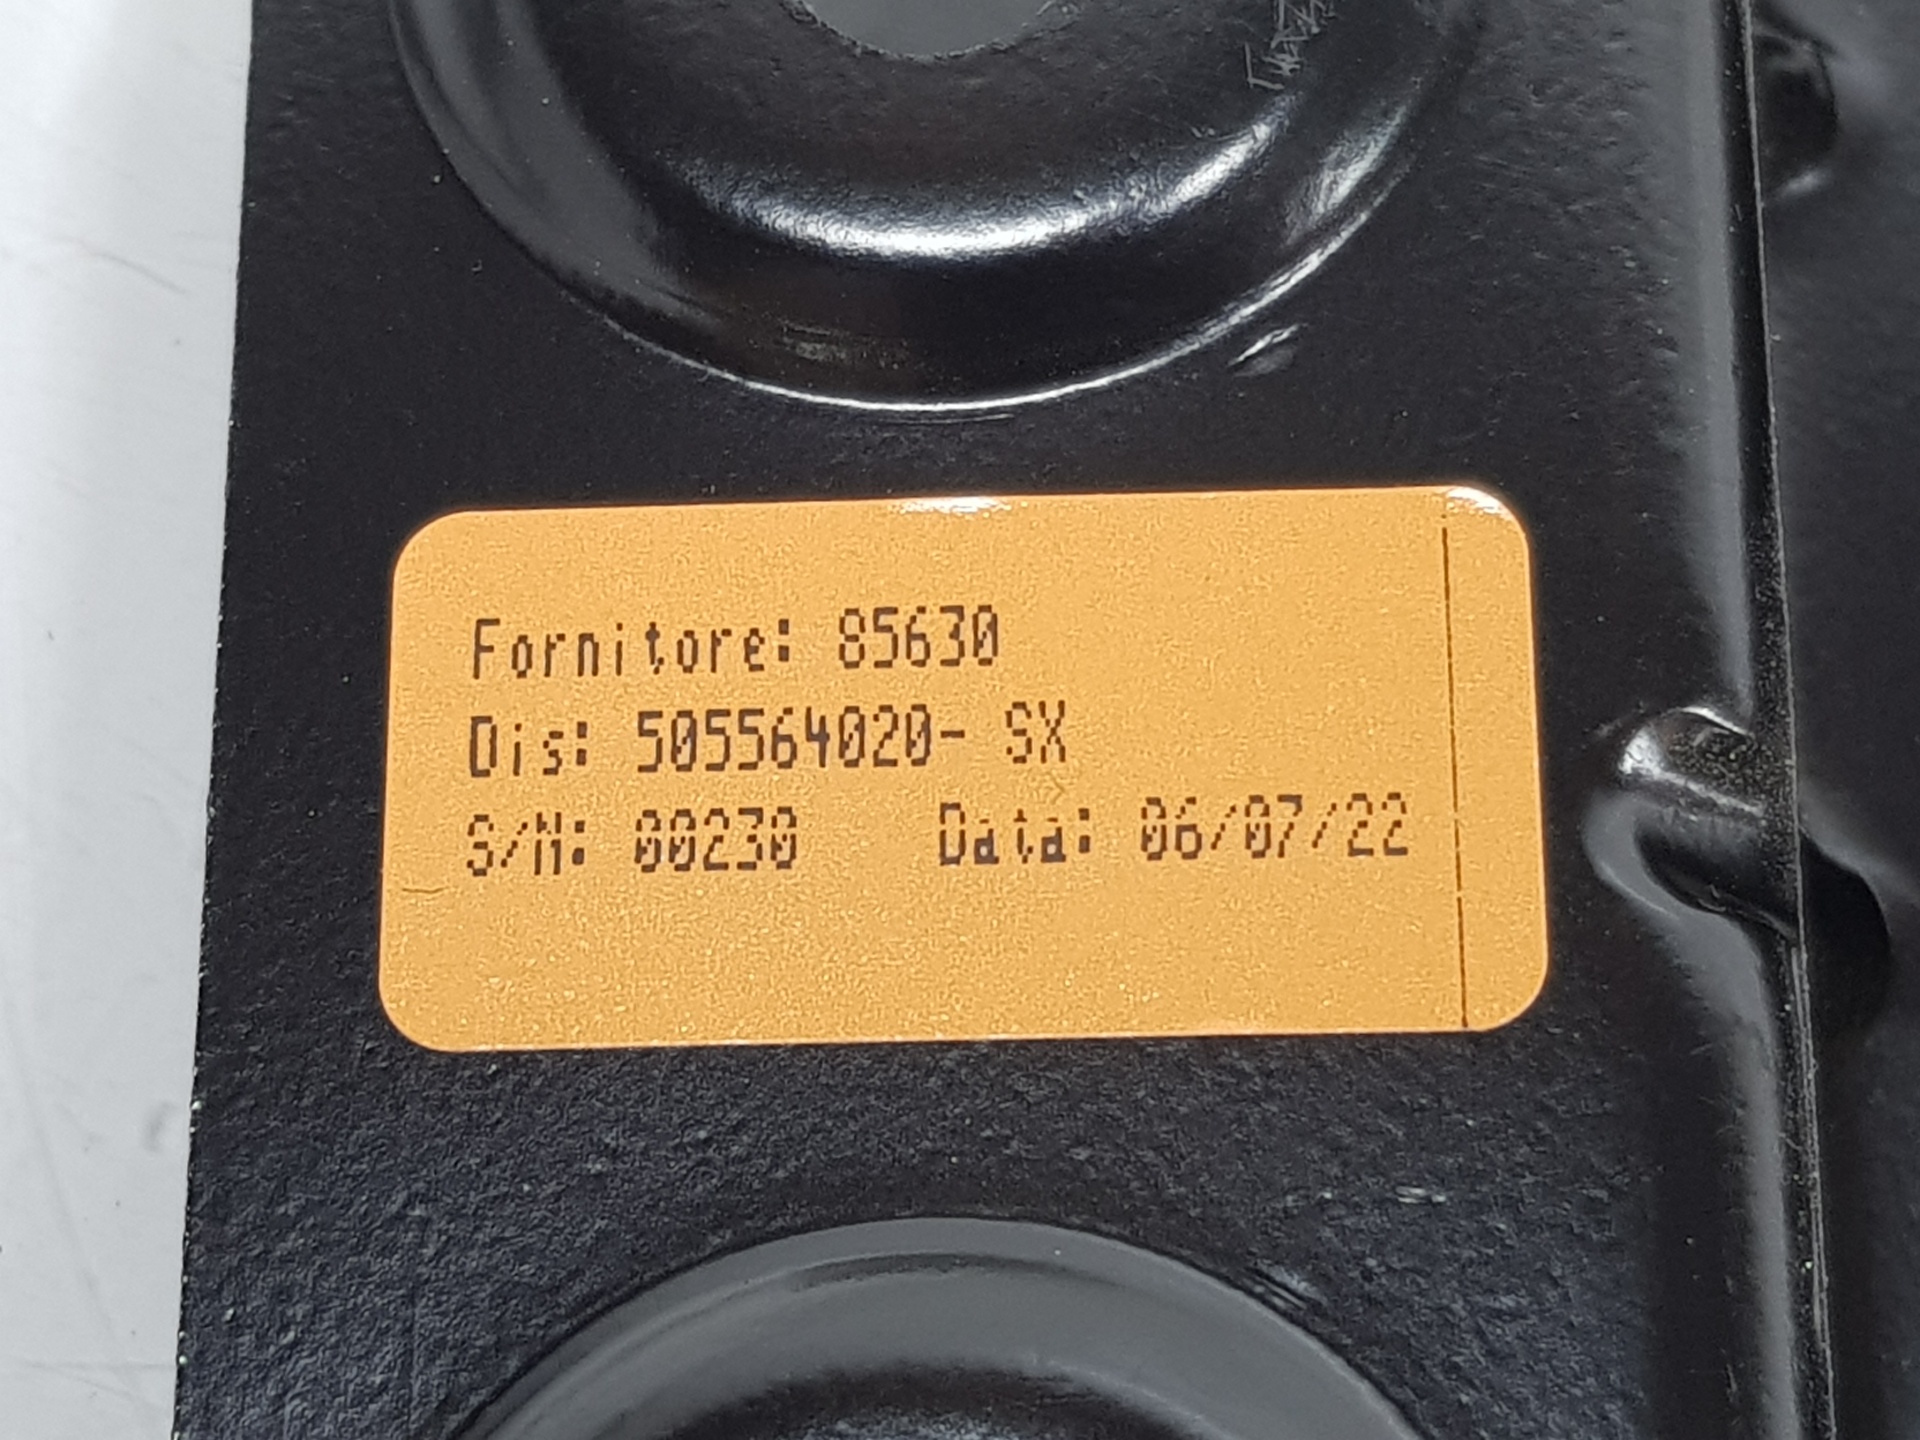 Fornitore: 85630
Dis: 505564020- SX
S/N: 00230 Data: 06/07/22